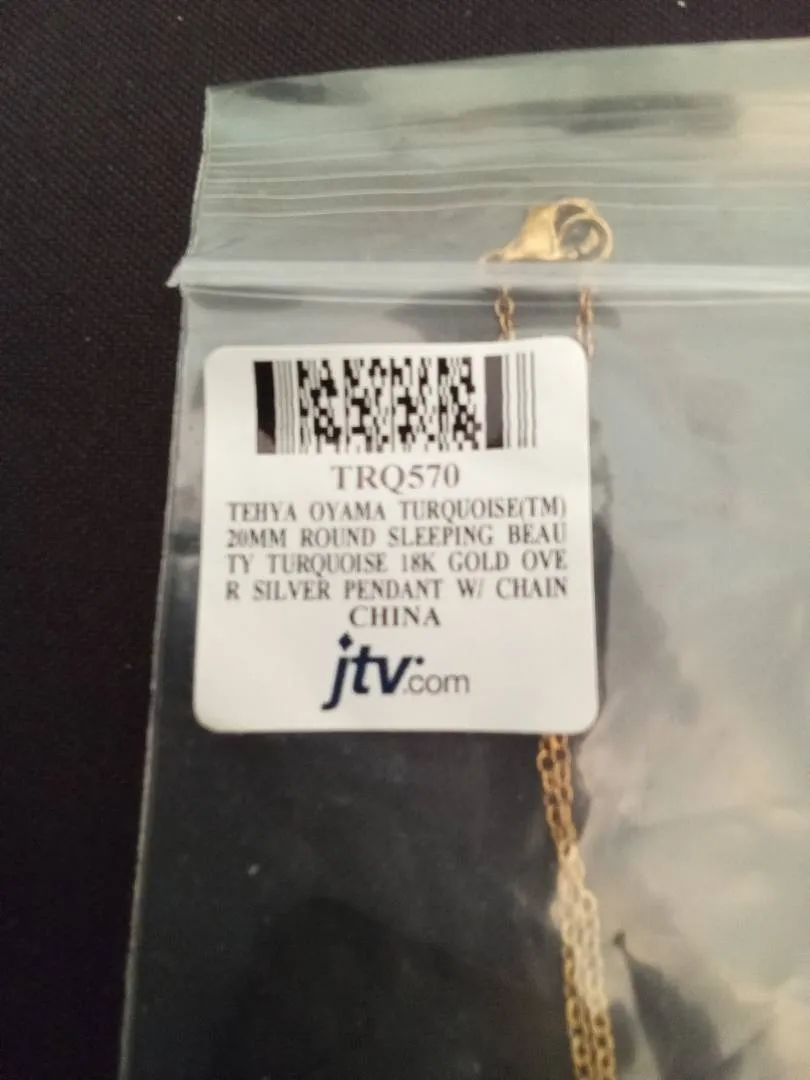 TRQ570
TEHYA OYAMA TURQUOISE(TM)
20MM ROUND SLEEPING BEAU
TY TURQUOISE 18K GOLD OVE
R SILVER PENDANT W/ CHAIN
CHINA
jtv.com